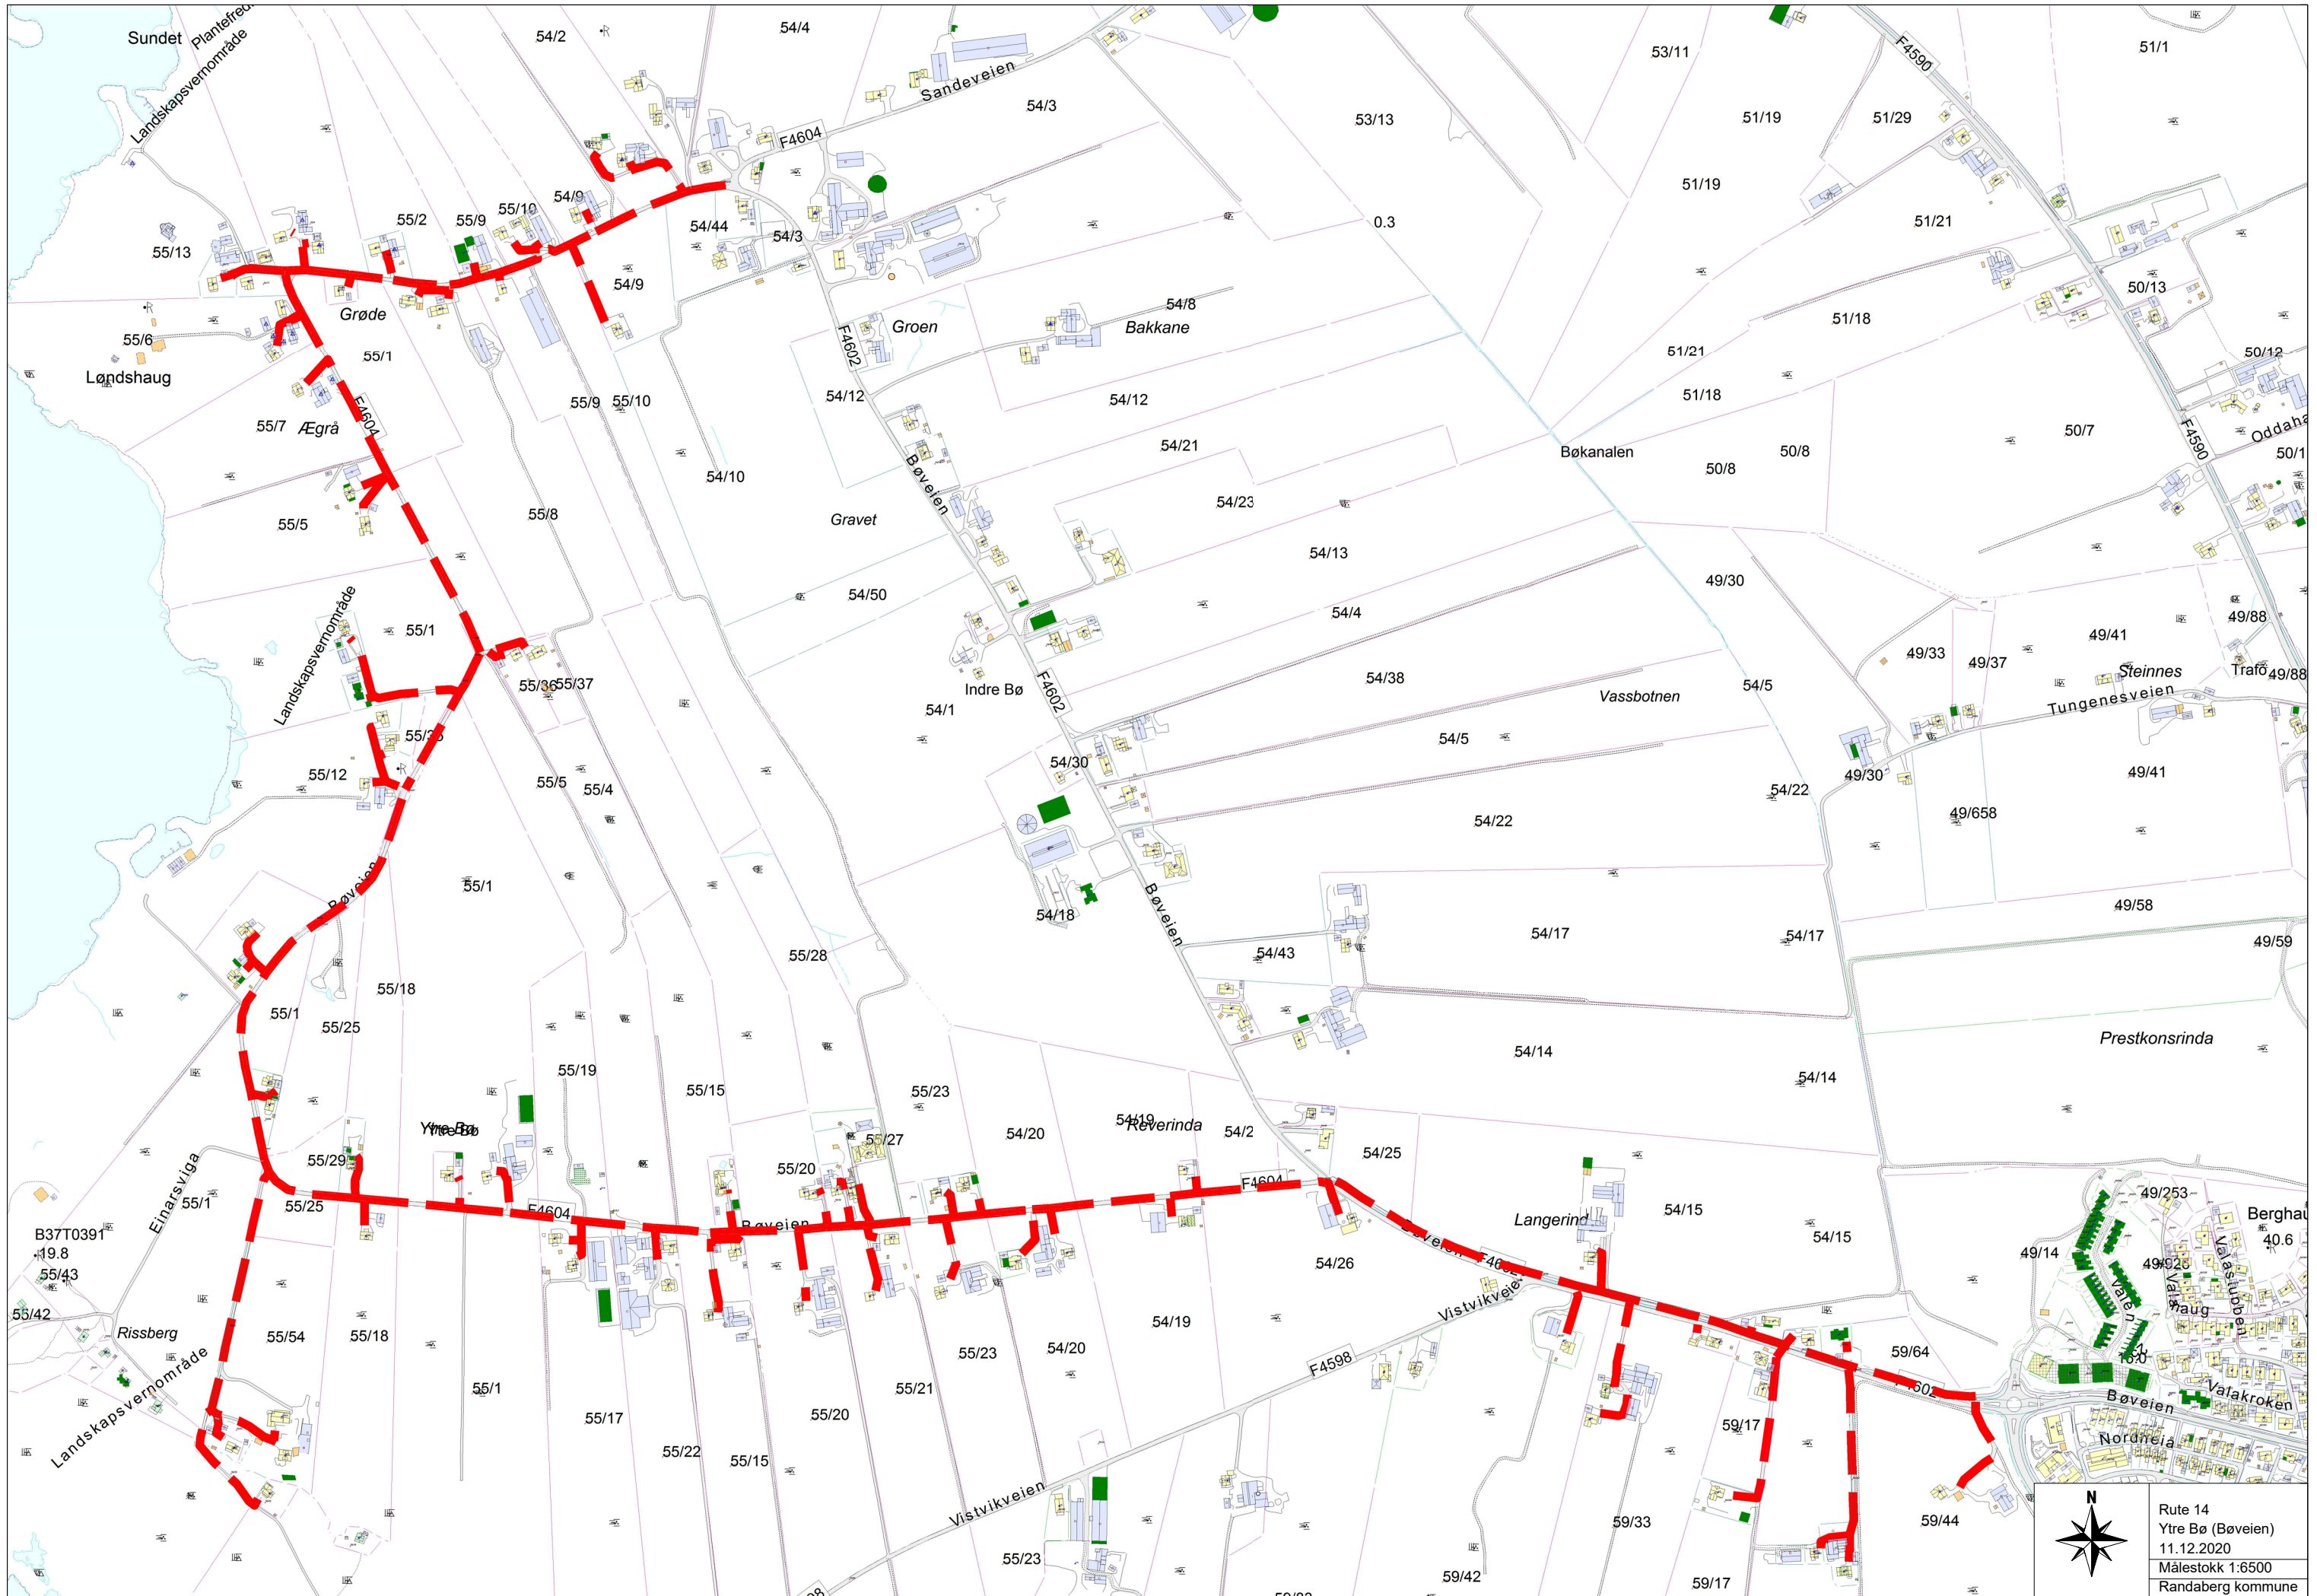 Sundet
Landskapsvernområde
54/2
54/4
Sandeveien
54/3
53/11
53/13
F4590
51/1
51/19
51/29
F4604
51/19
51/21
55/13
55/2
55/9
55/10
54/9
54/44
54/3
0.3
54/9
50/13
Grøde
55/6
55/1
Løndshaug
F4602
Groen
54/8
Bakkane
51/18
51/21
50/12
54/12
54/12
51/18
55/9
55/10
55/7
Ægrå
F4604
54/21
Bøkanalen
50/8
50/8
50/7
F4590
54/10
Bøveien
55/5
55/8
Gravet
54/23
54/13
54/50
49/30
54/4
Landskapsvernområde
55/1
49/88
49/41
49/33
49/37
Steinnes
49/88
55/36
55/37
Indre Bø
F4602
54/38
54/5
Vassbotnen
Tungenesveien
54/1
54/5
55/12
54/30
49/30
49/41
55/5
55/4
54/22
54/22
49/658
Bøveien
55/1
54/18
Bøveien
49/58
54/17
54/17
49/59
55/28
54/43
55/18
55/1
55/25
54/14
54/14
Prestkonsrinda
55/19
55/15
55/23
54/20
Reverinda
54/2
Ytre Bø
55/27
54/25
55/29
55/20
Einarsviga
55/1
55/25
F4604
F4604
Bøveien
Langerind
54/15
54/15
49/253
49/14
Valen
Valastubben
40.6
B37T0391
19.8
55/43
55/42
54/26
Bøveien
Vistvikveien
Rissberg
Landskapsvernområde
55/54
55/18
54/19
54/20
55/23
F4598
59/64
F4602
Bøveien
Valakroken
55/1
55/17
55/21
55/20
55/22
55/15
59/17
Nordheia
Vistvikveien
55/23
59/33
59/44
59/42
59/17
N
Rute 14
Ytre Bø (Bøveien)
11.12.2020
Målestokk 1:6500
Randaberg kommune